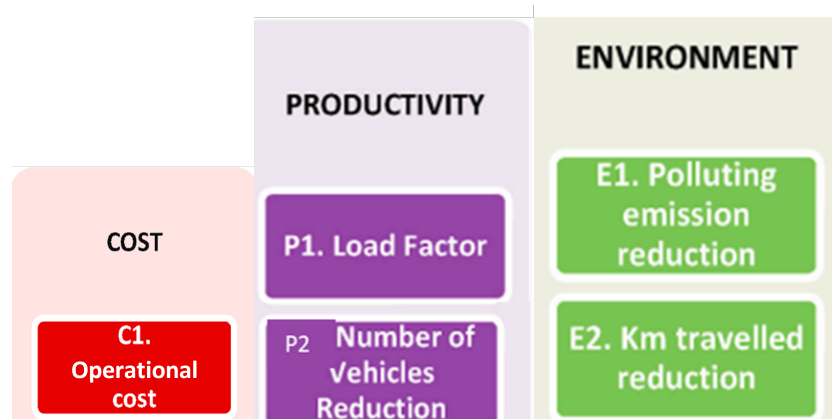 COST
C1.
Operational
cost
PRODUCTIVITY
P1. Load Factor
P2 Number of
Vehicles
Reduction
ENVIRONMENT
E1. Polluting
emission
reduction
E2. Km travelled
reduction